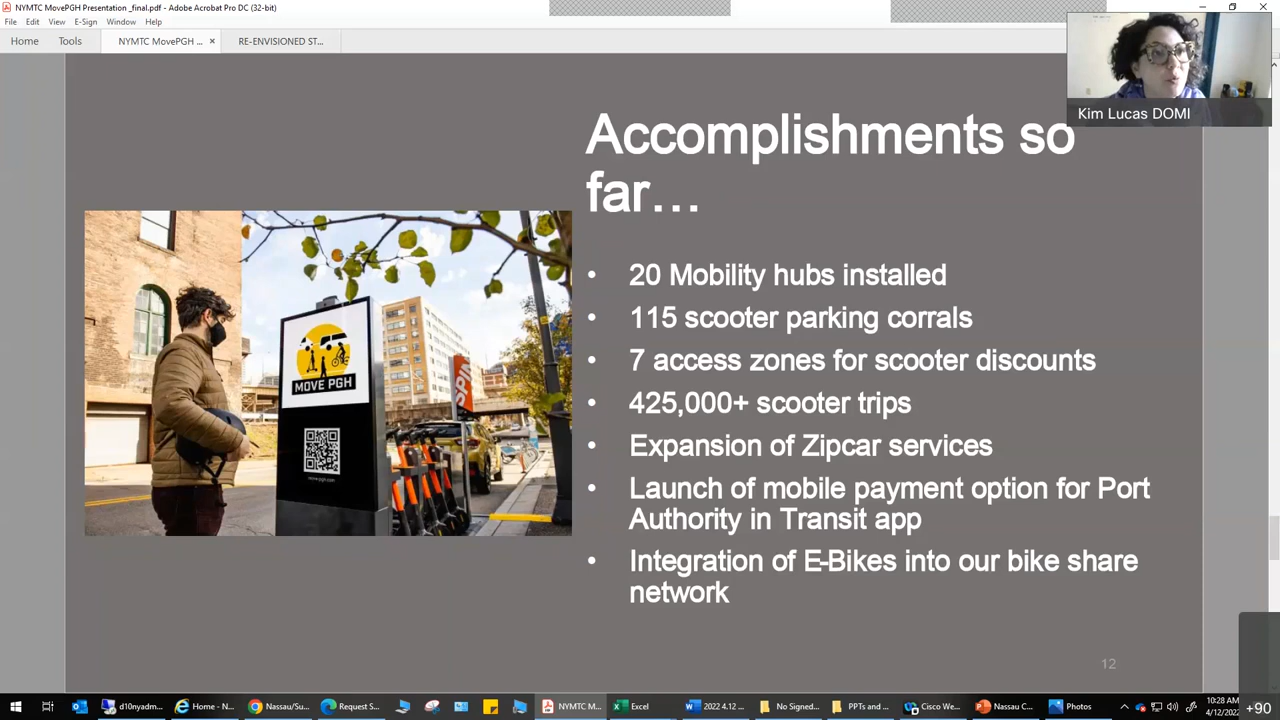 NYMTC MovePGH Presentation _final.pdf - Adobe Acrobat Pro DC (32-bit)
File Edit View E-Sign Window Help
Home Tools NYMTC MovePGH ... × RE-ENVISIONED ST...
Kim Lucas DOMI
Accomplishments so
far…
• 20 Mobility hubs installed
• 115 scooter parking corrals
• 7 access zones for scooter discounts
• 425,000+ scooter trips
• Expansion of Zipcar services
• Launch of mobile payment option for Port
Authority in Transit app
• Integration of E-Bikes into our bike share
network
MOVE PGH
move-pgh.com
SPIN
12
d10nyadm... Home - N... Nassau/Su... Request S... NYMTC M... Excel 2022 4.12 ... No Signed... PPTs and ... Cisco We... Nassau C... Photos
10:28 AM
4/12/2022
+90